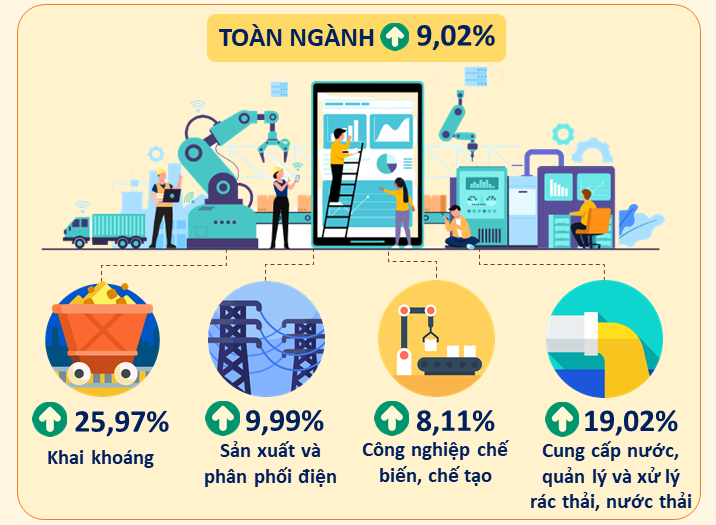 TOÀN NGÀNH 9,02%
25,97%
Khai khoáng
9,99%
Sản xuất và
phân phối điện
8,11%
Công nghiệp chế
biến, chế tạo
19,02%
Cung cấp nước,
quản lý và xử lý
rác thải, nước thải